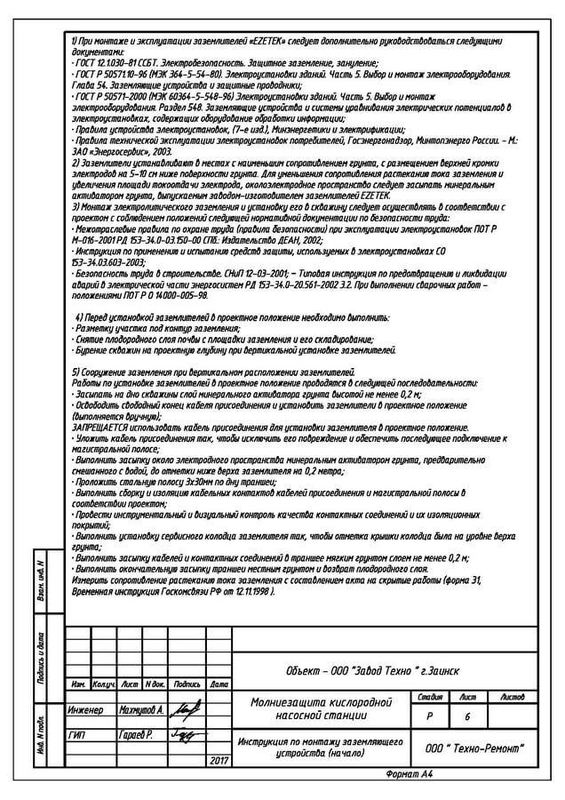 1) При монтаже и эксплуатации заземлителей «EZETEK» следует дополнительно руководствоваться следующими
документами:
• ГОСТ 12.1.030-81 ССБТ. Электробезопасность. Защитное заземление, зануление;
• ГОСТ Р 50571.10-96 (МЭК 364-5-54-80). Электроустановки зданий. Часть 5. Выбор и монтаж электрооборудования.
Глава 54. Заземляющие устройства и защитные проводники;
• ГОСТ Р 50571-2000 (МЭК 60364-5-548-96) Электроустановки зданий. Часть 5. Выбор и монтаж
электрооборудования. Раздел 548. Заземляющие устройства и системы уравнивания электрических потенциалов в
электроустановках, содержащих оборудование обработки информации;
• Правила устройства электроустановок, (7-е изд.), Минэнергетики и электрификации;
• Правила технической эксплуатации электроустановок потребителей, Госэнергонадзор, Минтопэнерго России. - М.:
ЗАО «Энергосервис», 2003.
2) Заземлители устанавливают в местах с наименьшим сопротивлением грунта, с размещением верхней кромки
электродов на 5-10 см ниже поверхности грунта. Для уменьшения сопротивления растекания тока заземления и
увеличения площади токоотдачи электрода, околоэлектродное пространство следует засыпать минеральным
активатором грунта, выпускаемым заводом-изготовителем заземлителей EZETEK.
3) Монтаж электролитического заземления и установку его в скважину следует осуществлять в соответствии с
проектом с соблюдением положений следующей нормативной документации по безопасности труда:
• Межотраслевые правила по охране труда (правила безопасности) при эксплуатации электроустановок ПОТ Р
М-016-2001 РД 153-34.0-03.150-00 СПб.: Издательство ДЕАН, 2002;
• Инструкция по применению и испытанию средств защиты, используемых в электроустановках СО
153-34.03.603-2003;
• Безопасность труда в строительстве. СНиП 12-03-2001; – Типовая инструкция по предотвращению и ликвидации
аварий в электрической части энергосистем РД 153-34.0-20.561-2002 3.2. При выполнении сварочных работ -
положениями ПОТ Р О 14.000-005-98.
4) Перед установкой заземлителей в проектное положение необходимо выполнить:
• Разметку участка под контур заземления;
• Снятие плодородного слоя почвы с площадки заземления и его складирование;
• Бурение скважин на проектную глубину при вертикальной установке заземлителей.
5) Сооружение заземления при вертикальном расположении заземлителей.
Работы по установке заземлителей в проектное положение проводятся в следующей последовательности:
• Засыпать на дно скважины слой минерального активатора грунта высотой не менее 0,2 м;
• Освободить свободный конец кабеля присоединения и установить заземлители в проектное положение
(выполняется вручную);
ЗАПРЕЩАЕТСЯ использовать кабель присоединения для установки заземлителя в проектное положение.
• Уложить кабель присоединения так, чтобы исключить его повреждение и обеспечить последующее подключение к
магистральной полосе;
• Выполнить засыпку около электродного пространства минеральным активатором грунта, предварительно
смешанного с водой, до отметки ниже верха заземлителя на 0,2 метра;
• Проложить стальную полосу 3х30мм по дну траншеи;
• Выполнить сборку и изоляцию кабельных контактов кабелей присоединения и магистральной полосы в
соответствии проектом;
• Провести инструментальный и визуальный контроль качества контактных соединений и их изоляционных
покрытий;
• Выполнить установку сервисного колодца заземлителя так, чтобы отметка крышки колодца была на уровне верха
грунта;
• Выполнить засыпку кабелей и контактных соединений в траншее мягким грунтом слоем не менее 0,2 м;
• Выполнить окончательную засыпку траншеи местным грунтом и возврат плодородного слоя.
Измерить сопротивление растекания тока заземления с составлением акта на скрытые работы (форма 31,
Временная инструкция Госкомсвязи РФ от 12.11.1998 ).
Взам. инв. N
Подпись и дата
Инв. N подл.
Объект - ООО "Завод Техно " г.Заинск
Изм. Колуч. Лист N док. Подпись Дата
Инженер Махмутов А.
ГИП Гараев Р.
2017
Молниезащита кислородной
насосной станции
Стадия Лист Листов
Р 6
Инструкция по монтажу заземляющего
устройства (начало)
ООО " Техно-Ремонт"
Формат А4